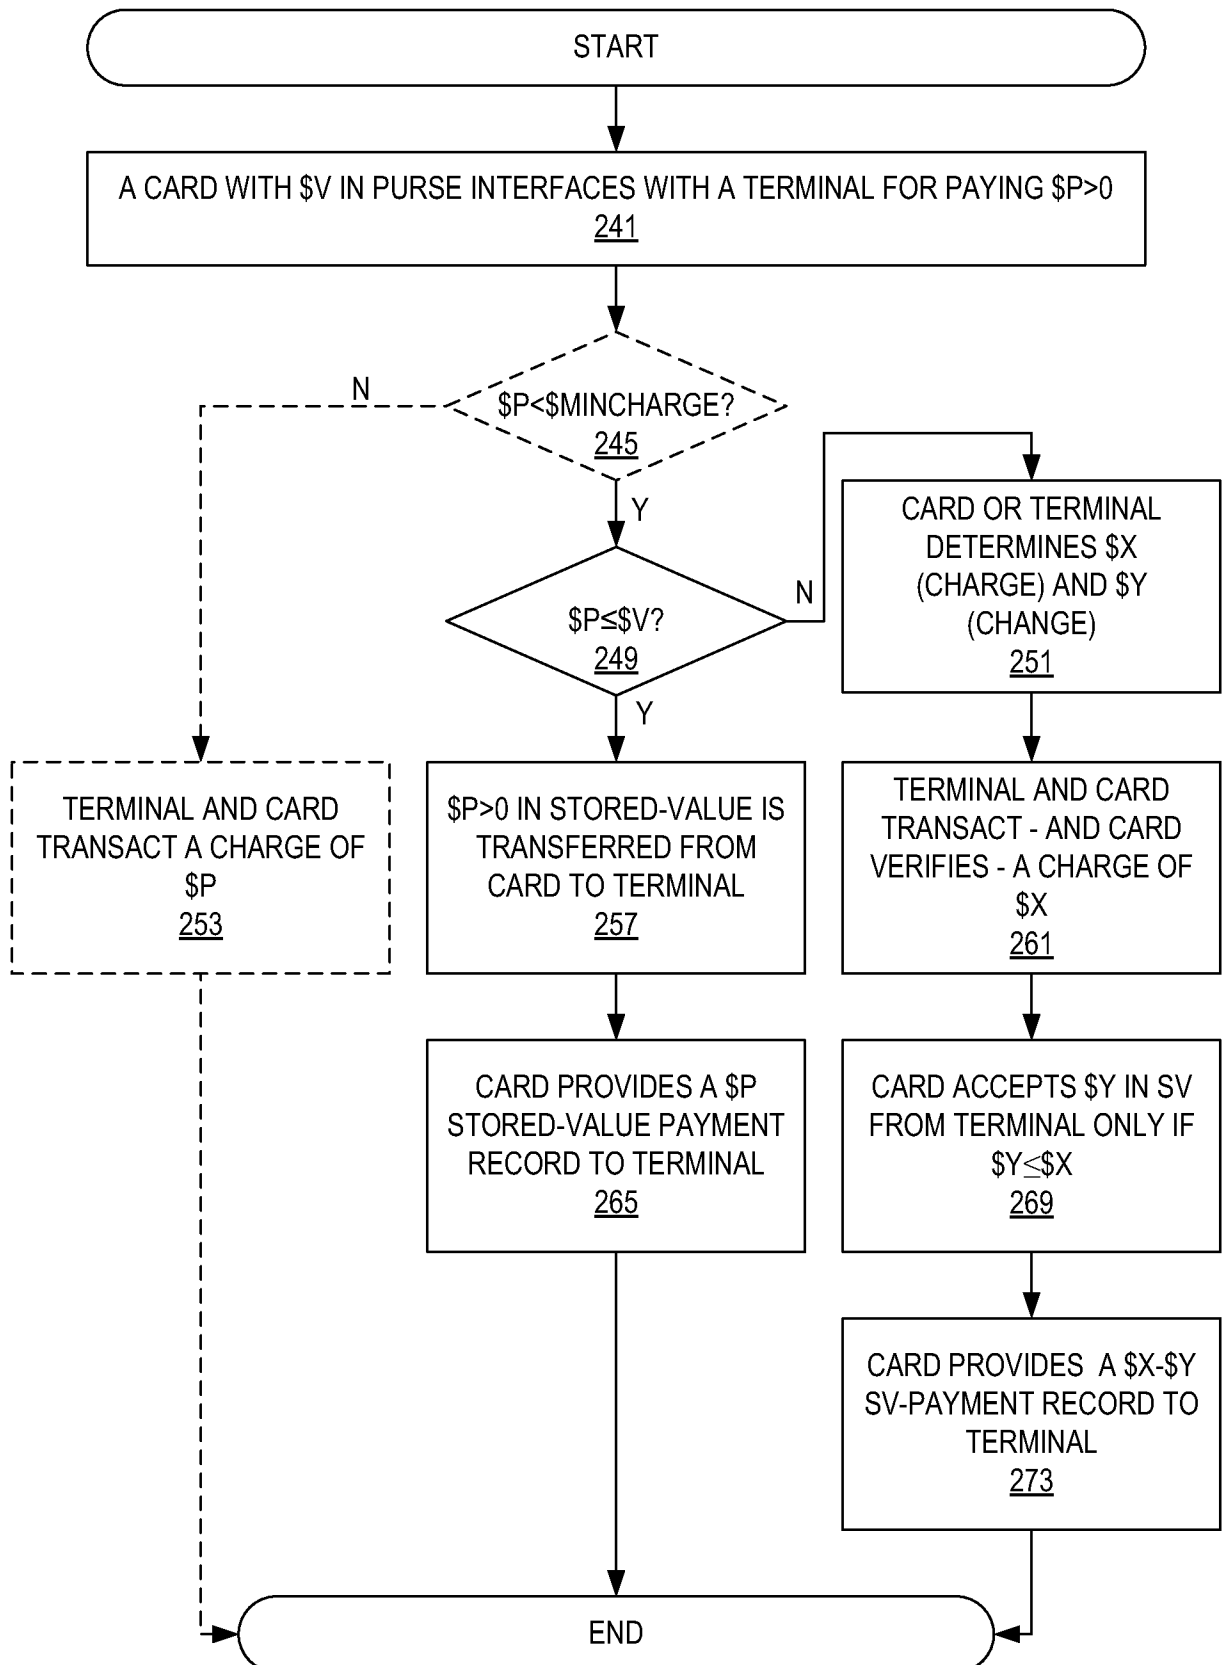 START
A CARD WITH $V IN PURSE INTERFACES WITH A TERMINAL FOR PAYING $P>0
241
N
$P<$MINCHARGE?
245
Y
$P≤$V?
249
N
Y
CARD OR TERMINAL
DETERMINES $X
(CHARGE) AND $Y
(CHANGE)
251
TERMINAL AND CARD
TRANSACT A CHARGE OF
$P
253
$P>0 IN STORED-VALUE IS
TRANSFERRED FROM
CARD TO TERMINAL
257
TERMINAL AND CARD
TRANSACT - AND CARD
VERIFIES - A CHARGE OF
$X
261
CARD PROVIDES A $P
STORED-VALUE PAYMENT
RECORD TO TERMINAL
265
CARD ACCEPTS $Y IN SV
FROM TERMINAL ONLY IF
$Y≤$X
269
CARD PROVIDES A $X-$Y
SV-PAYMENT RECORD TO
TERMINAL
273
END